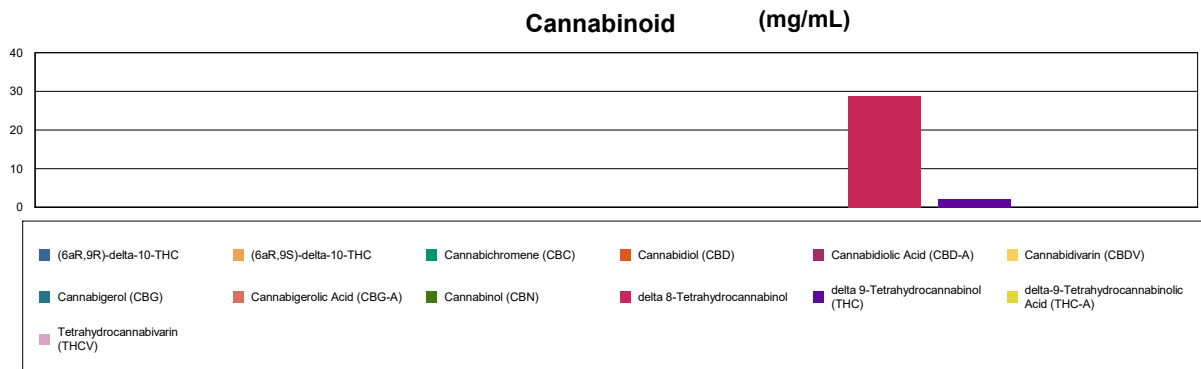 Cannabinoid (mg/mL)
40
30
20
10
0
(6aR,9R)-delta-10-THC
(6aR,9S)-delta-10-THC
Cannabichromene (CBC)
Cannabidiol (CBD)
Cannabidiolic Acid (CBD-A)
Cannabidivarin (CBDV)
Cannabigerol (CBG)
Cannabigerolic Acid (CBG-A)
Cannabinol (CBN)
delta 8-Tetrahydrocannabinol
delta 9-Tetrahydrocannabinol
(THC)
delta-9-Tetrahydrocannabinolic
Acid (THC-A)
Tetrahydrocannabivarin
(THCV)